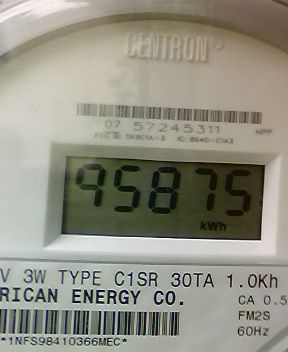 CENTRON®
07 57245311 HPP
95875
kWh
V 3W TYPE C1SR 30TA 1.0Kh
RICAN ENERGY CO. CA 0.5
FM2S
60Hz
*1NFS98410366MEC*